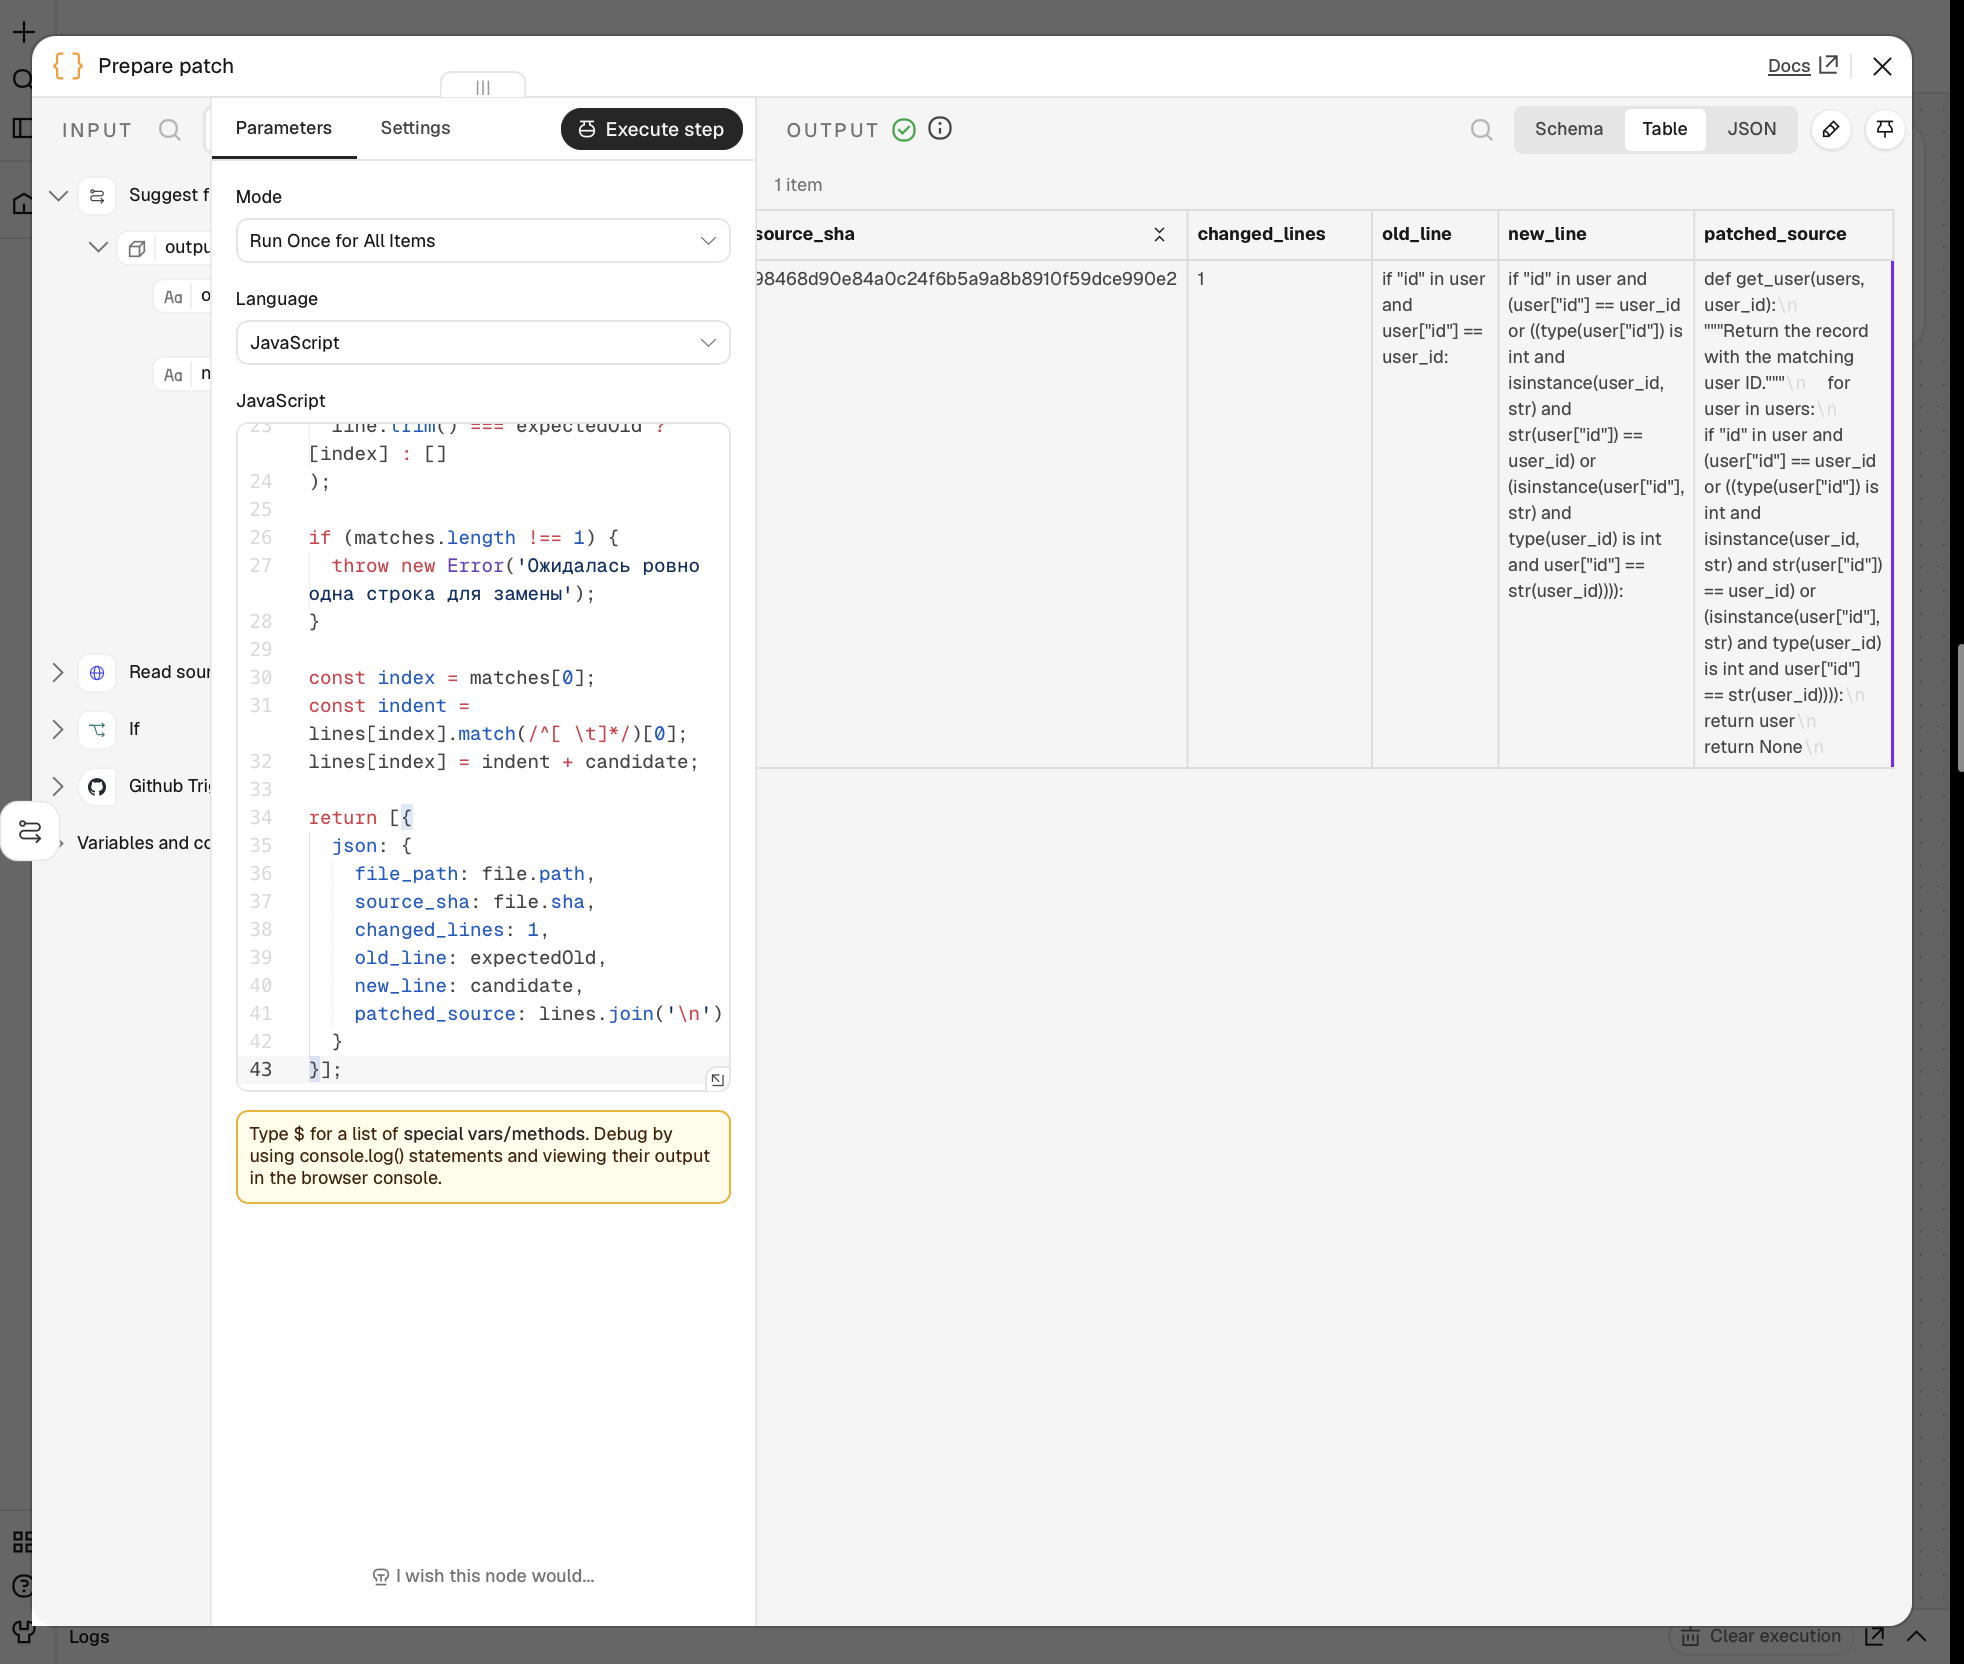 Prepare patch
Docs
INPUT
Parameters
Settings
Execute step
OUTPUT
Schema
Table
JSON
Suggest f
outpu
Aa
o
Aa
n
Read sour
If
Github Trig
Variables and co
Mode
Run Once for All Items
Language
JavaScript
JavaScript
23 line.trim() === expectedOld ?
[index] : []
24 );
25
26 if (matches.length !== 1) {
27 throw new Error('Ожидалась ровно
одна строка для замены');
28 }
29
30 const index = matches[0];
31 const indent =
lines[index].match(/^[ \t]*/)[0];
32 lines[index] = indent + candidate;
33
34 return [{
35 json: {
36 file_path: file.path,
37 source_sha: file.sha,
38 changed_lines: 1,
39 old_line: expectedOld,
40 new_line: candidate,
41 patched_source: lines.join('\n')
42 }
43 }];
Type $ for a list of special vars/methods. Debug by
using console.log() statements and viewing their output
in the browser console.
I wish this node would...
1 item
source_sha
changed_lines
old_line
new_line
patched_source
98468d90e84a0c24f6b5a9a8b8910f59dce990e2
1
if "id" in user
and
user["id"] ==
user_id:
if "id" in user and
(user["id"] == user_id
or ((type(user["id"]) is
int and
isinstance(user_id,
str) and
str(user["id"]) ==
user_id) or
(isinstance(user["id"],
str) and
type(user_id) is int
and user["id"] ==
str(user_id)))):
def get_user(users,
user_id):\n
"""Return the record
with the matching
user ID."""\n for
user in users:\n
if "id" in user and
(user["id"] == user_id
or ((type(user["id"]) is
int and
isinstance(user_id,
str) and str(user["id"])
== user_id) or
(isinstance(user["id"],
str) and type(user_id)
is int and user["id"]
== str(user_id)))):\n
return user\n
return None\n
Logs
Clear execution